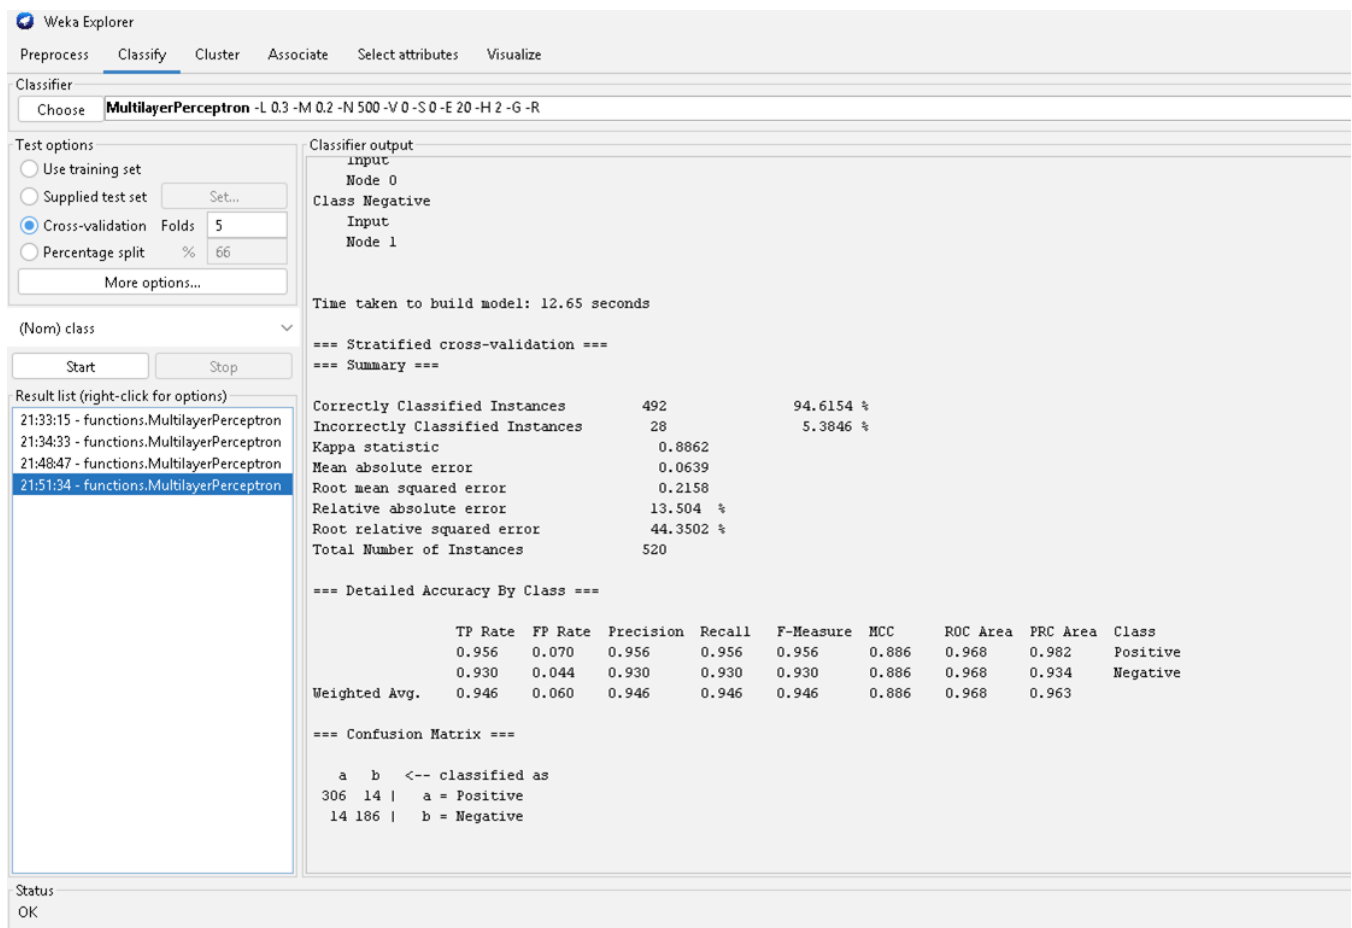 Weka Explorer
Preprocess Classify Cluster Associate Select attributes Visualize
Classifier
Choose MultilayerPerceptron -L 0.3 -M 0.2 -N 500 -V 0 -S 0 -E 20 -H 2 -G -R
Test options
Use training set
Supplied test set Set...
Cross-validation Folds 5
Percentage split % 66
More options...
(Nom) class
Start Stop
Result list (right-click for options)
21:33:15 - functions.MultilayerPerceptron
21:34:33 - functions.MultilayerPerceptron
21:48:47 - functions.MultilayerPerceptron
21:51:34 - functions.MultilayerPerceptron
Classifier output
Input
Node 0
Class Negative
Input
Node 1
Time taken to build model: 12.65 seconds
=== Stratified cross-validation ===
=== Summary ===
Correctly Classified Instances 492 94.6154 %
Incorrectly Classified Instances 28 5.3846 %
Kappa statistic 0.8862
Mean absolute error 0.0639
Root mean squared error 0.2158
Relative absolute error 13.504 %
Root relative squared error 44.3502 %
Total Number of Instances 520
=== Detailed Accuracy By Class ===
TP Rate FP Rate Precision Recall F-Measure MCC ROC Area PRC Area Class
0.956 0.070 0.956 0.956 0.956 0.886 0.968 0.982 Positive
0.930 0.044 0.930 0.930 0.930 0.886 0.968 0.934 Negative
Weighted Avg. 0.946 0.060 0.946 0.946 0.946 0.886 0.968 0.963
=== Confusion Matrix ===
a b <-- classified as
306 14 | a = Positive
14 186 | b = Negative
Status
OK